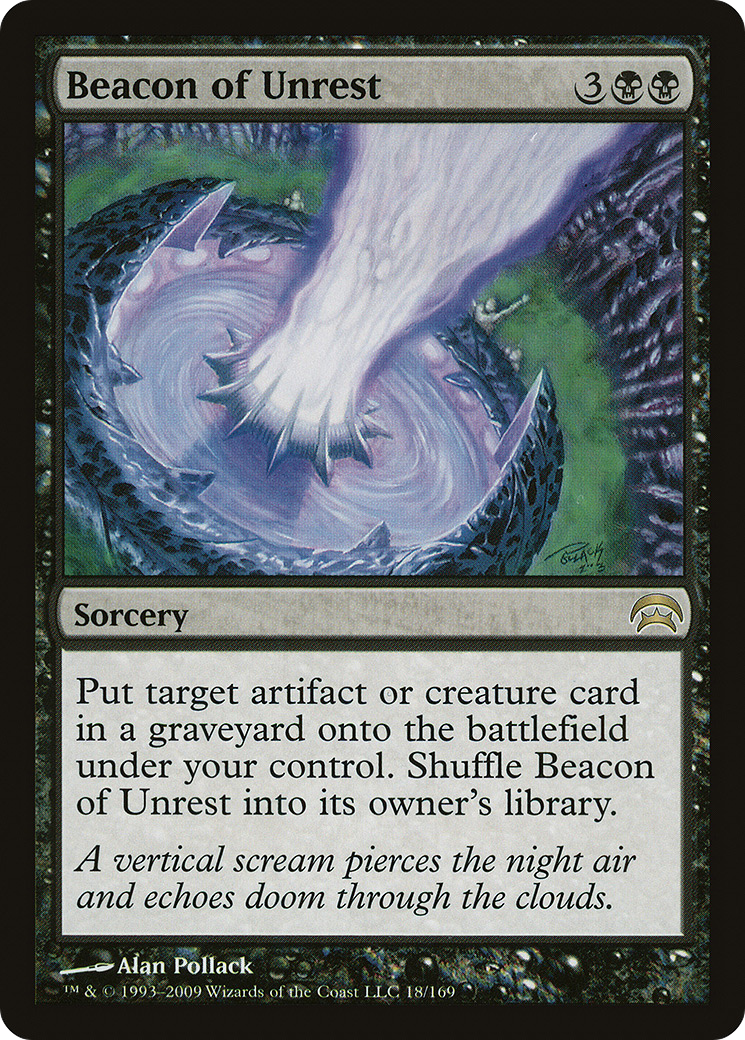 Beacon of Unrest 3
Sorcery
Put target artifact or creature card
in a graveyard onto the battlefield
under your control. Shuffle Beacon
of Unrest into its owner's library.
A vertical scream pierces the night air
and echoes doom through the clouds.
Alan Pollack
™ & © 1993–2009 Wizards of the Coast LLC 18/169